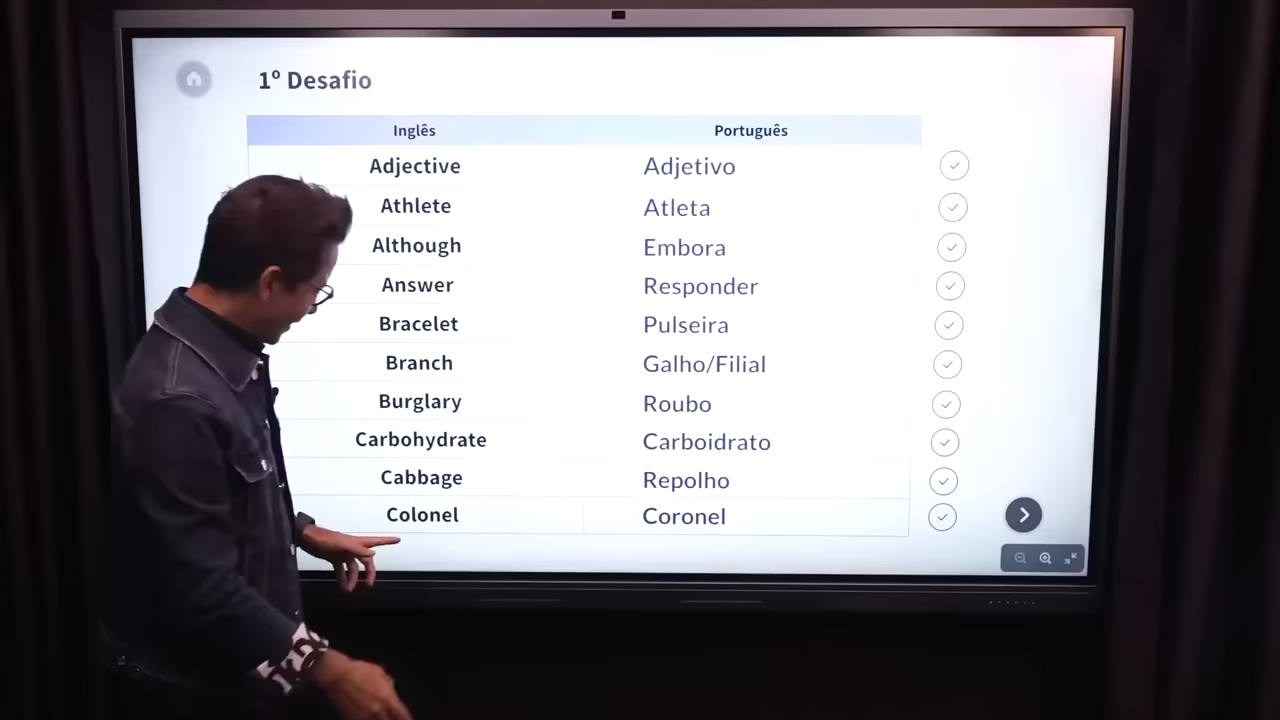 1º Desafio
Inglês Português
Adjective Adjetivo
Athlete Atleta
Although Embora
Answer Responder
Bracelet Pulseira
Branch Galho/Filial
Burglary Roubo
Carbohydrate Carboidrato
Cabbage Repolho
Colonel Coronel